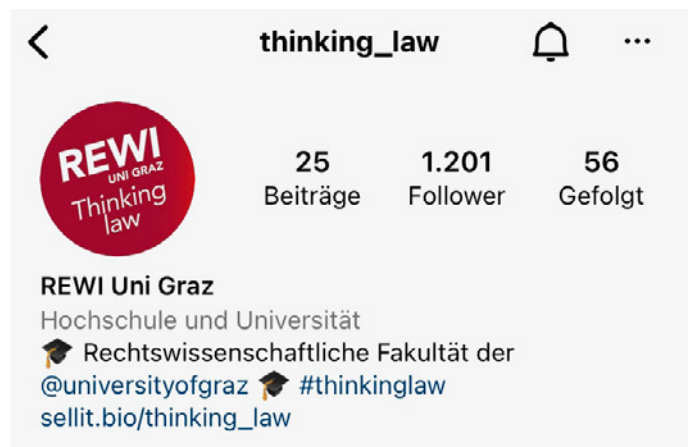 thinking_law
REWI
UNI GRAZ
Thinking
law
25 1.201 56
Beiträge Follower Gefolgt
REWI Uni Graz
Hochschule und Universität
🎓 Rechtswissenschaftliche Fakultät der
@universityofgraz 🎓 #thinkinglaw
sellit.bio/thinking_law